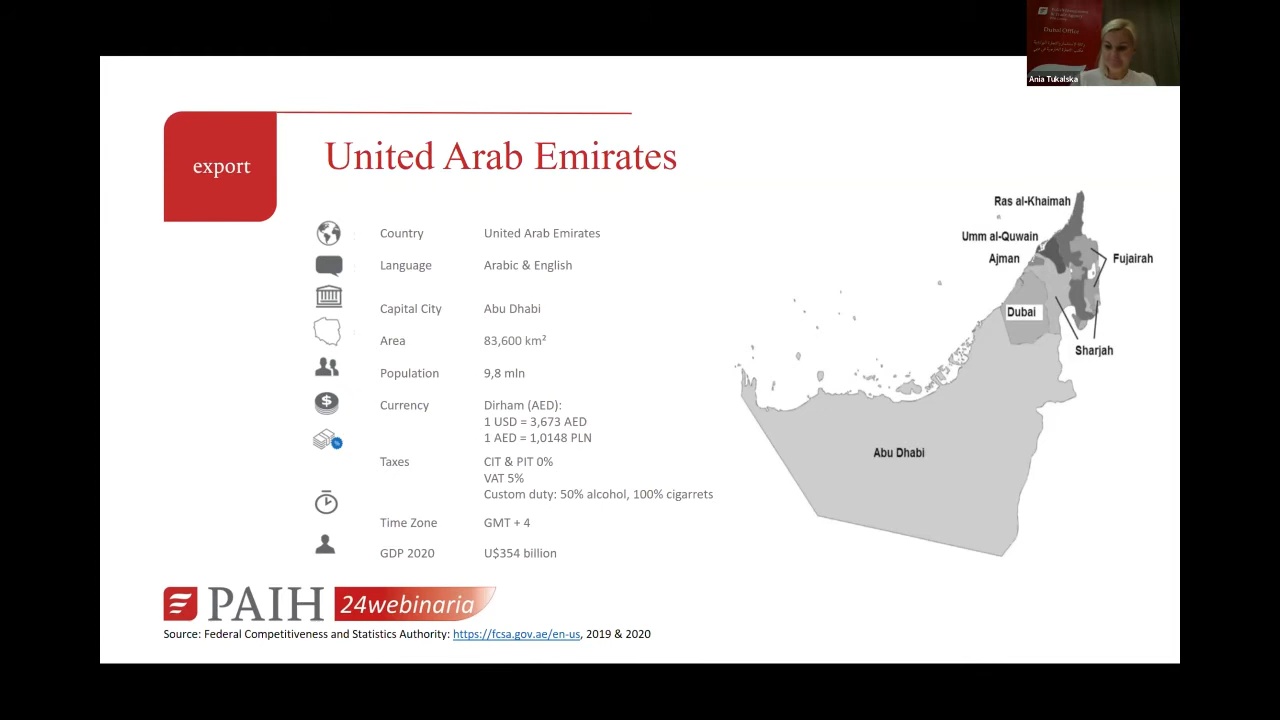 Dubai Office
Ania Tukalska
export
United Arab Emirates
Country United Arab Emirates
Language Arabic & English
Capital City Abu Dhabi
Area 83,600 km²
Population 9,8 mln
Currency Dirham (AED):
1 USD = 3,673 AED
1 AED = 1,0148 PLN
Taxes CIT & PIT 0%
VAT 5%
Custom duty: 50% alcohol, 100% cigarrets
Time Zone GMT + 4
GDP 2020 U$354 billion
Ras al-Khaimah
Umm al-Quwain
Ajman
Fujairah
Dubai
Sharjah
Abu Dhabi
PAIH 24webinaria
Source: Federal Competitiveness and Statistics Authority: https://fcsa.gov.ae/en-us, 2019 & 2020